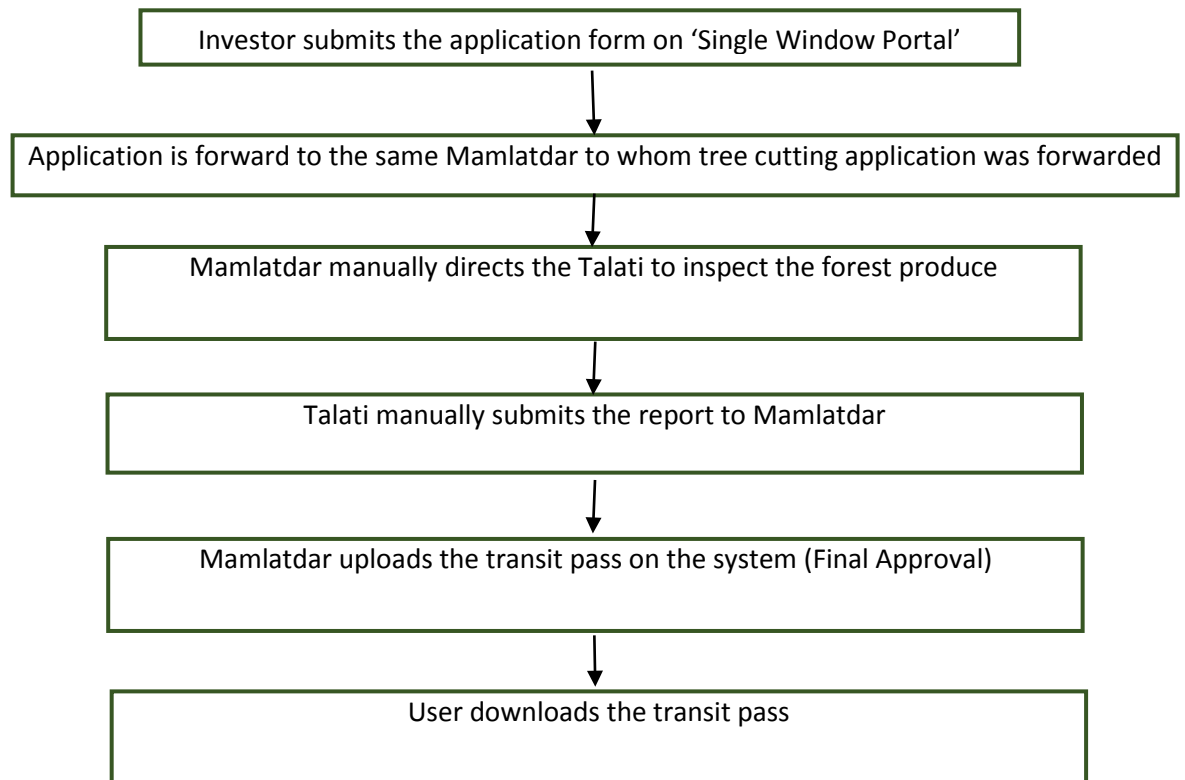 Investor submits the application form on ‘Single Window Portal’
Application is forward to the same Mamlatdar to whom tree cutting application was forwarded
Mamlatdar manually directs the Talati to inspect the forest produce
Talati manually submits the report to Mamlatdar
Mamlatdar uploads the transit pass on the system (Final Approval)
User downloads the transit pass